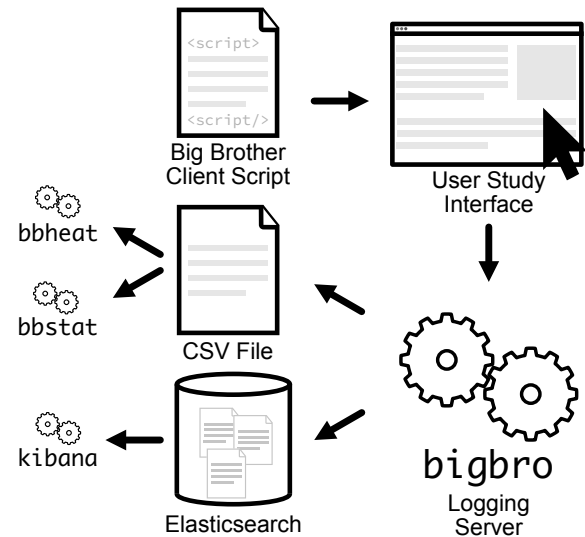 <script>
<script/>
Big Brother
Client Script
User Study
Interface
bbheat
bbstat
CSV File
kibana
Elasticsearch
bigbro
Logging
Server